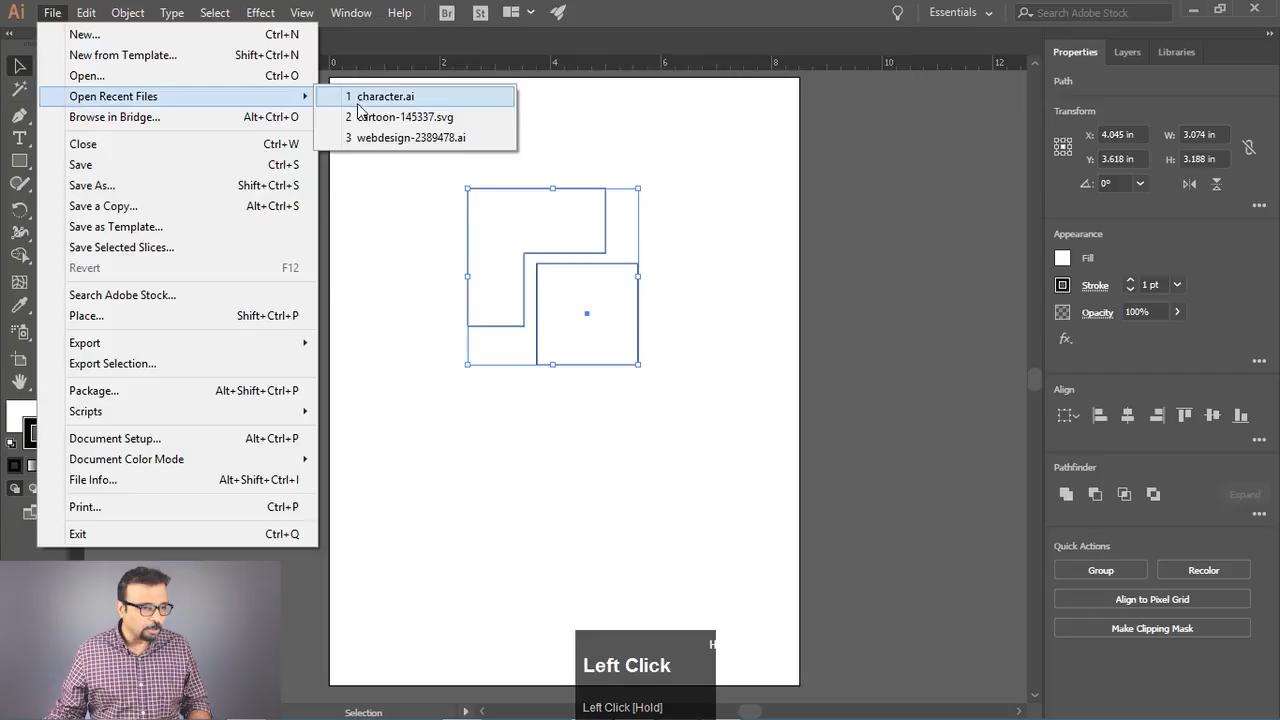 Ai File Edit Object Type Select Effect View Window Help Br St Essentials Search Adobe Stock
New... Ctrl+N
New from Template... Shift+Ctrl+N
Open... Ctrl+O
Open Recent Files
Browse in Bridge... Alt+Ctrl+O
Close Ctrl+W
Save Ctrl+S
Save As... Shift+Ctrl+S
Save a Copy... Alt+Ctrl+S
Save as Template...
Save Selected Slices...
Revert F12
Search Adobe Stock...
Place... Shift+Ctrl+P
Export
Export Selection...
Package... Alt+Shift+Ctrl+P
Scripts
Document Setup... Alt+Ctrl+P
Document Color Mode
File Info... Alt+Shift+Ctrl+I
Print... Ctrl+P
Exit Ctrl+Q
1 character.ai
2 cartoon-145337.svg
3 webdesign-2389478.ai
0 2 4 6 8 10 12
Properties Layers Libraries
Path
Transform
X: 4.045 in W: 3.074 in
Y: 3.618 in H: 3.188 in
0°
Appearance
Fill
Stroke 1 pt
Opacity 100%
fx.
Align
Pathfinder
Expand
Quick Actions
Group Recolor
Align to Pixel Grid
Make Clipping Mask
H
Left Click
Left Click [Hold]
Selection